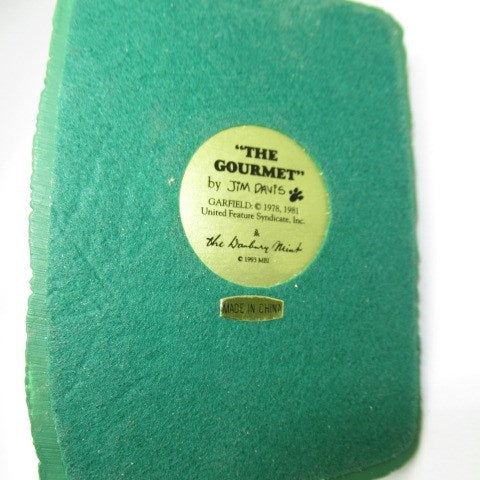 "THE
GOURMET"
by JIM DAVIS
GARFIELD: © 1978, 1981
United Feature Syndicate, Inc.
&
The Danbury Mint
© 1993 MBI
MADE IN CHINA